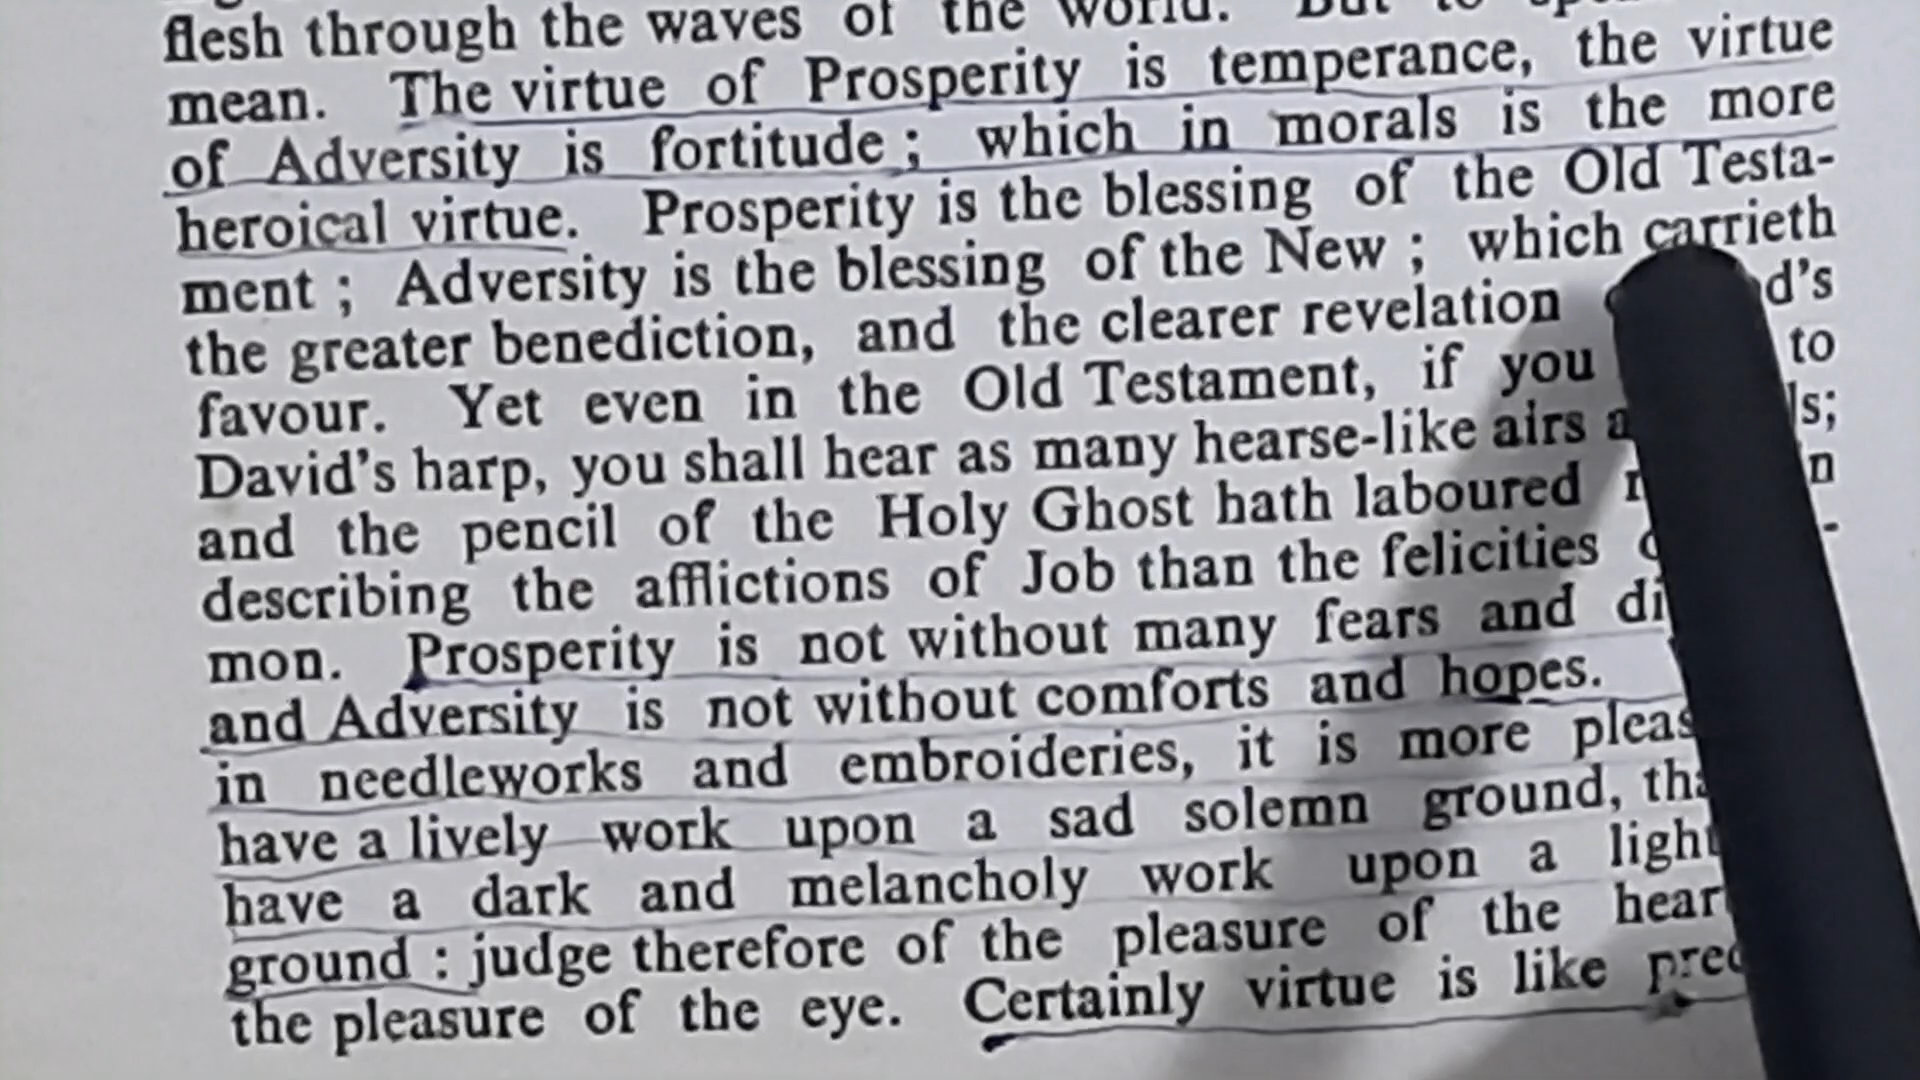 flesh through the waves of the world. But to
mean. The virtue of Prosperity is temperance, the virtue
of Adversity is fortitude ; which in morals is the more
heroical virtue. Prosperity is the blessing of the Old Testa-
ment ; Adversity is the blessing of the New ; which carrieth
the greater benediction, and the clearer revelation
favour. Yet even in the Old Testament, if you to
David's harp, you shall hear as many hearse-like airs
and the pencil of the Holy Ghost hath laboured
describing the afflictions of Job than the felicities
mon. Prosperity is not without many fears and
and Adversity is not without comforts and hopes.
in needleworks and embroideries, it is more
have a lively work upon a sad solemn ground,
have a dark and melancholy work upon a
ground : judge therefore of the pleasure of the
the pleasure of the eye. Certainly virtue is like